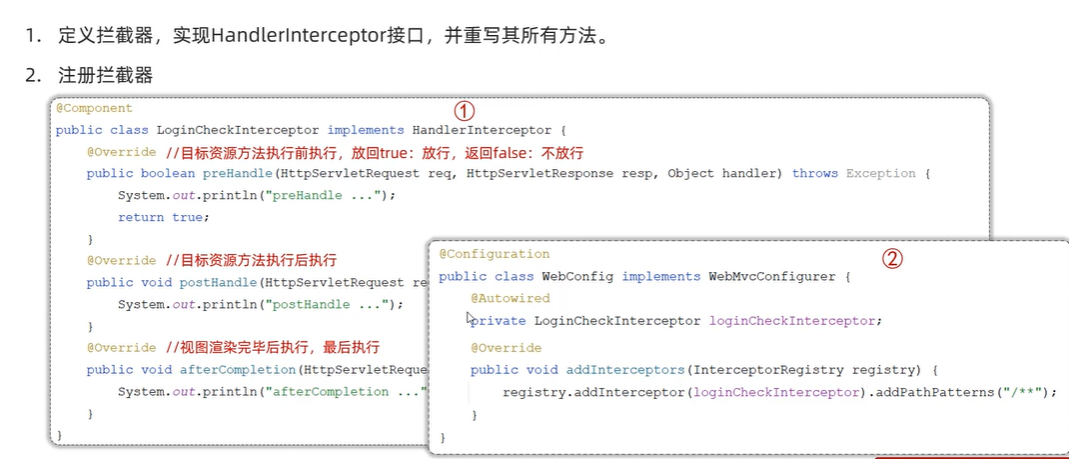 1. 定义拦截器，实现HandlerInterceptor接口，并重写其所有方法。
2. 注册拦截器
①
@Component
public class LoginCheckInterceptor implements HandlerInterceptor {
@Override //目标资源方法执行前执行，放回true：放行，返回false：不放行
public boolean preHandle(HttpServletRequest req, HttpServletResponse resp, Object handler) throws Exception {
System.out.println("preHandle ...");
return true;
}
@Override //目标资源方法执行后执行
public void postHandle(HttpServletRequest re
System.out.println("postHandle ...");
}
@Override //视图渲染完毕后执行，最后执行
public void afterCompletion(HttpServletReque
System.out.println("afterCompletion ..."
}
}
②
@Configuration
public class WebConfig implements WebMvcConfigurer {
@Autowired
private LoginCheckInterceptor loginCheckInterceptor;
@Override
public void addInterceptors(InterceptorRegistry registry) {
registry.addInterceptor(loginCheckInterceptor).addPathPatterns("/**");
}
}